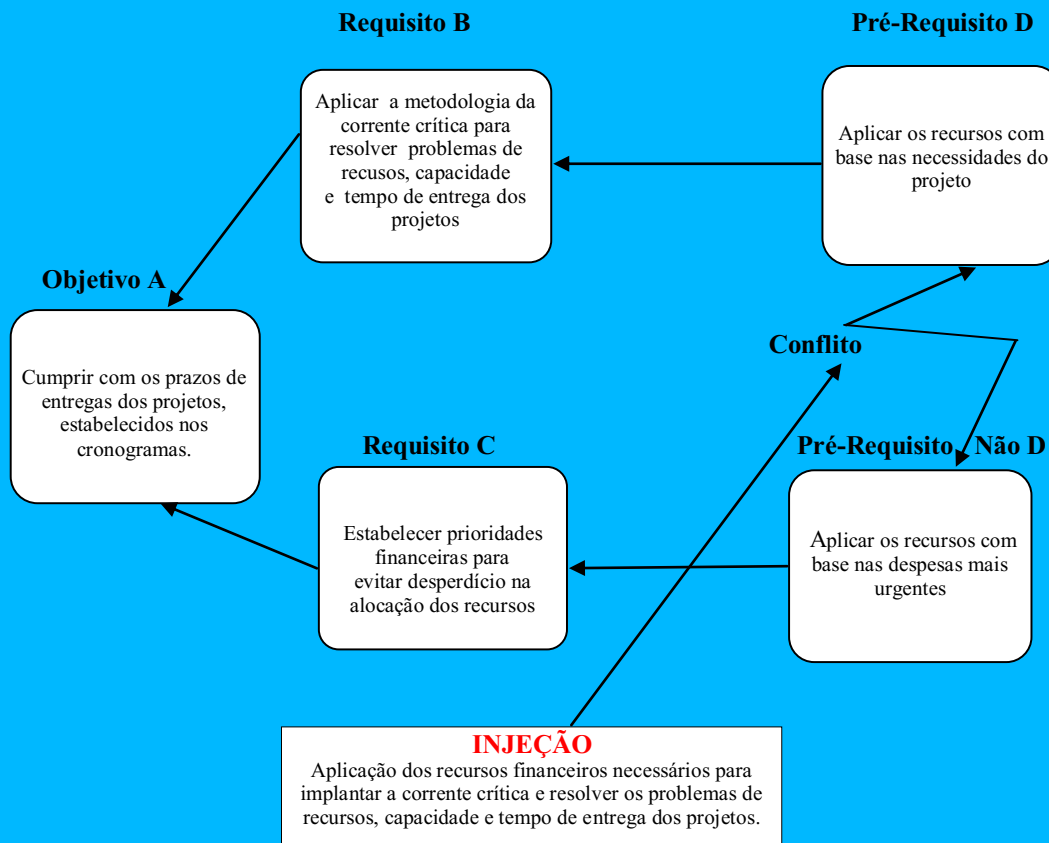 Requisito B
Pré-Requisito D
Aplicar a metodologia da
corrente crítica para
resolver problemas de
recusos, capacidade
e tempo de entrega dos
projetos
Aplicar os recursos com
base nas necessidades do
projeto
Objetivo A
Cumprir com os prazos de
entregas dos projetos,
estabelecidos nos
cronogramas.
Conflito
Requisito C
Pré-Requisito Não D
Estabelecer prioridades
financeiras para
evitar desperdício na
alocação dos recursos
Aplicar os recursos com
base nas despesas mais
urgentes
INJEÇÃO
Aplicação dos recursos financeiros necessários para
implantar a corrente crítica e resolver os problemas de
recursos, capacidade e tempo de entrega dos projetos.